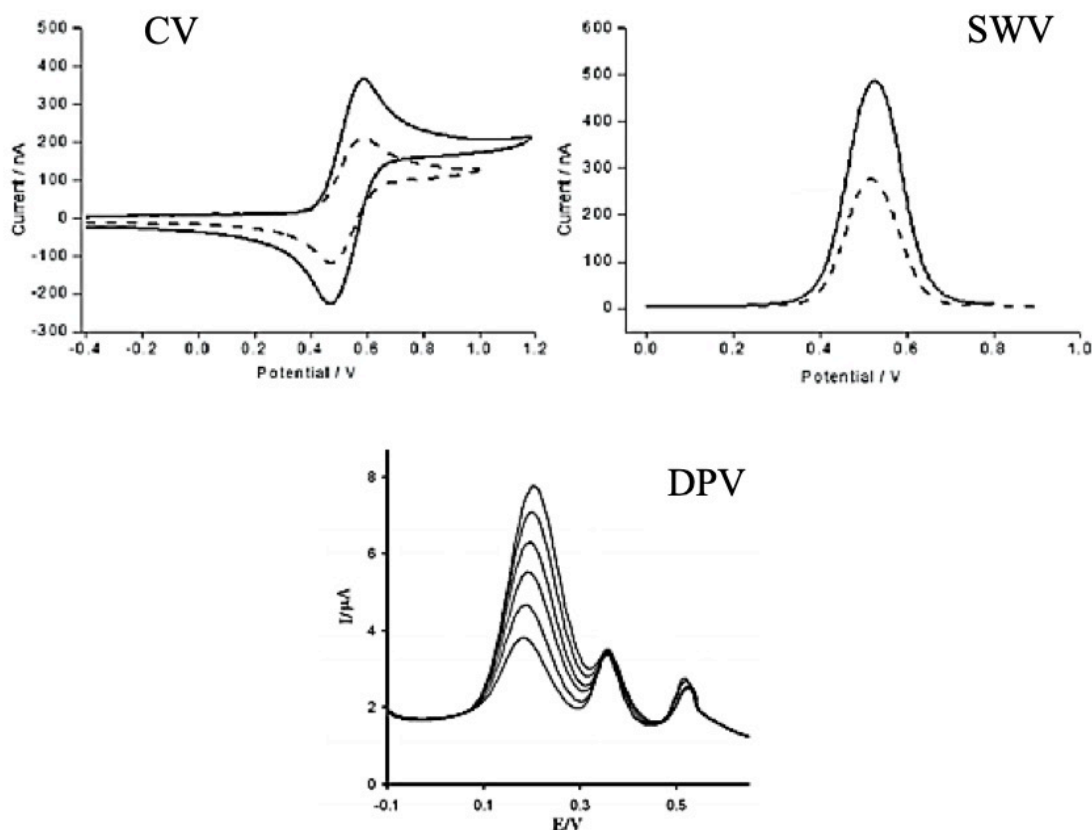 CV
500
400
300
200
100
0
-100
-200
-300
Current / nA
-0.4 -0.2 0.0 0.2 0.4 0.6 0.8 1.0 1.2
Potential / V
SWV
600
500
400
300
200
100
0
Current / nA
0.0 0.2 0.4 0.6 0.8 1.0
Potential / V
DPV
8
6
4
2
0
I/µA
-0.1 0.1 0.3 0.5
E/V